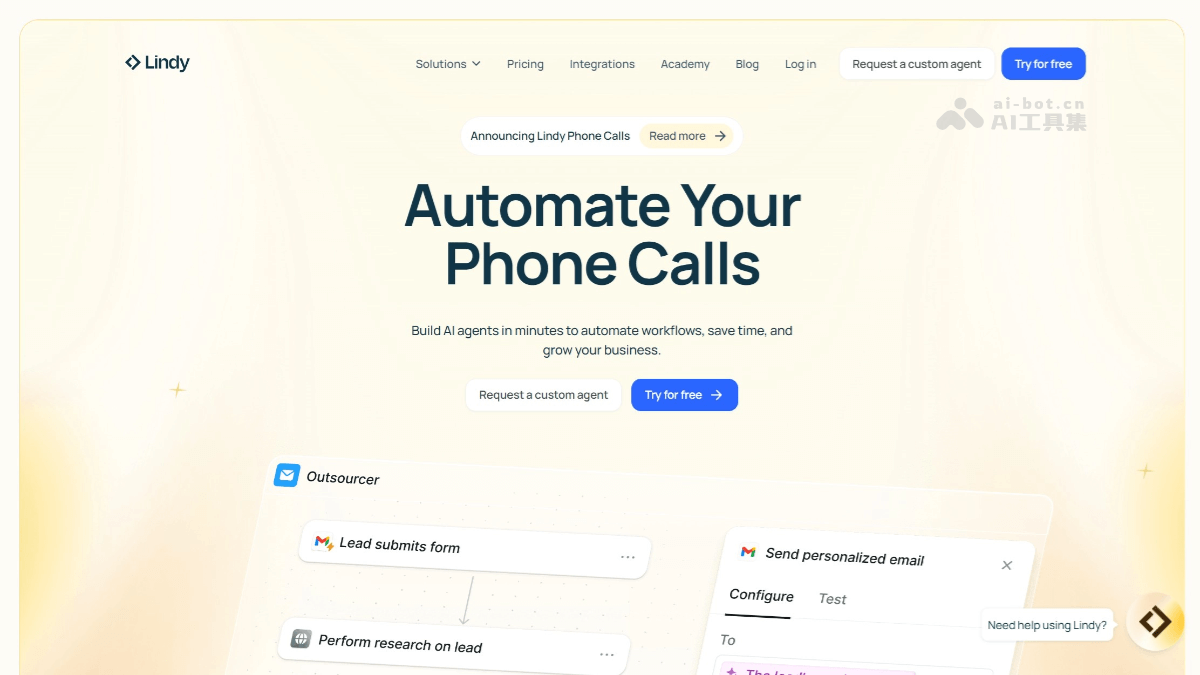 Lindy
Solutions
Pricing
Integrations
Academy
Blog
Log in
Request a custom agent
Try for free
ai-bot.cn
AI工具集
Announcing Lindy Phone Calls
Read more
Automate Your
Phone Calls
Build AI agents in minutes to automate workflows, save time, and
grow your business.
Request a custom agent
Try for free
Outsourcer
Lead submits form
Perform research on lead
Send personalized email
Configure
Test
To
Need help using Lindy?